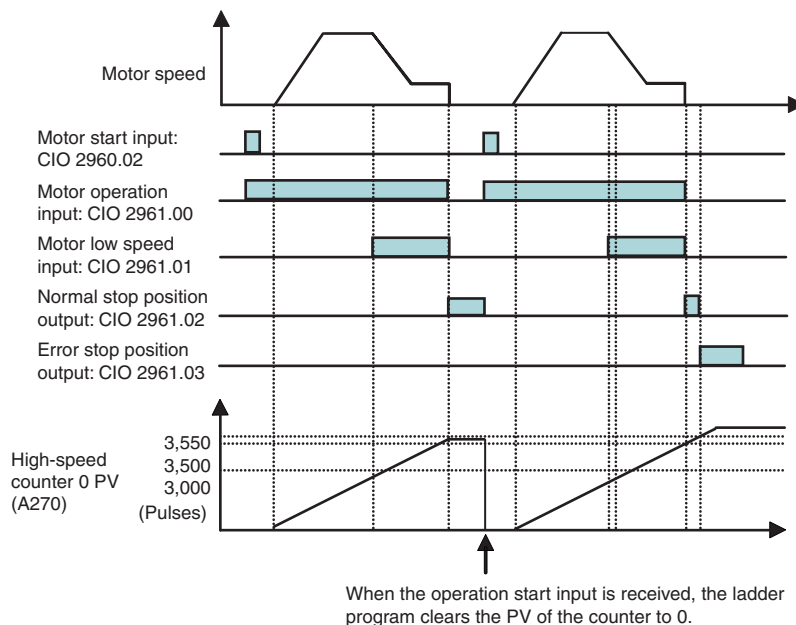 Motor speed
Motor start input:
CIO 2960.02
Motor operation
input: CIO 2961.00
Motor low speed
input: CIO 2961.01
Normal stop position
output: CIO 2961.02
Error stop position
output: CIO 2961.03
High-speed
counter 0 PV
(A270)
3,550
3,500
3,000
(Pulses)
When the operation start input is received, the ladder
program clears the PV of the counter to 0.